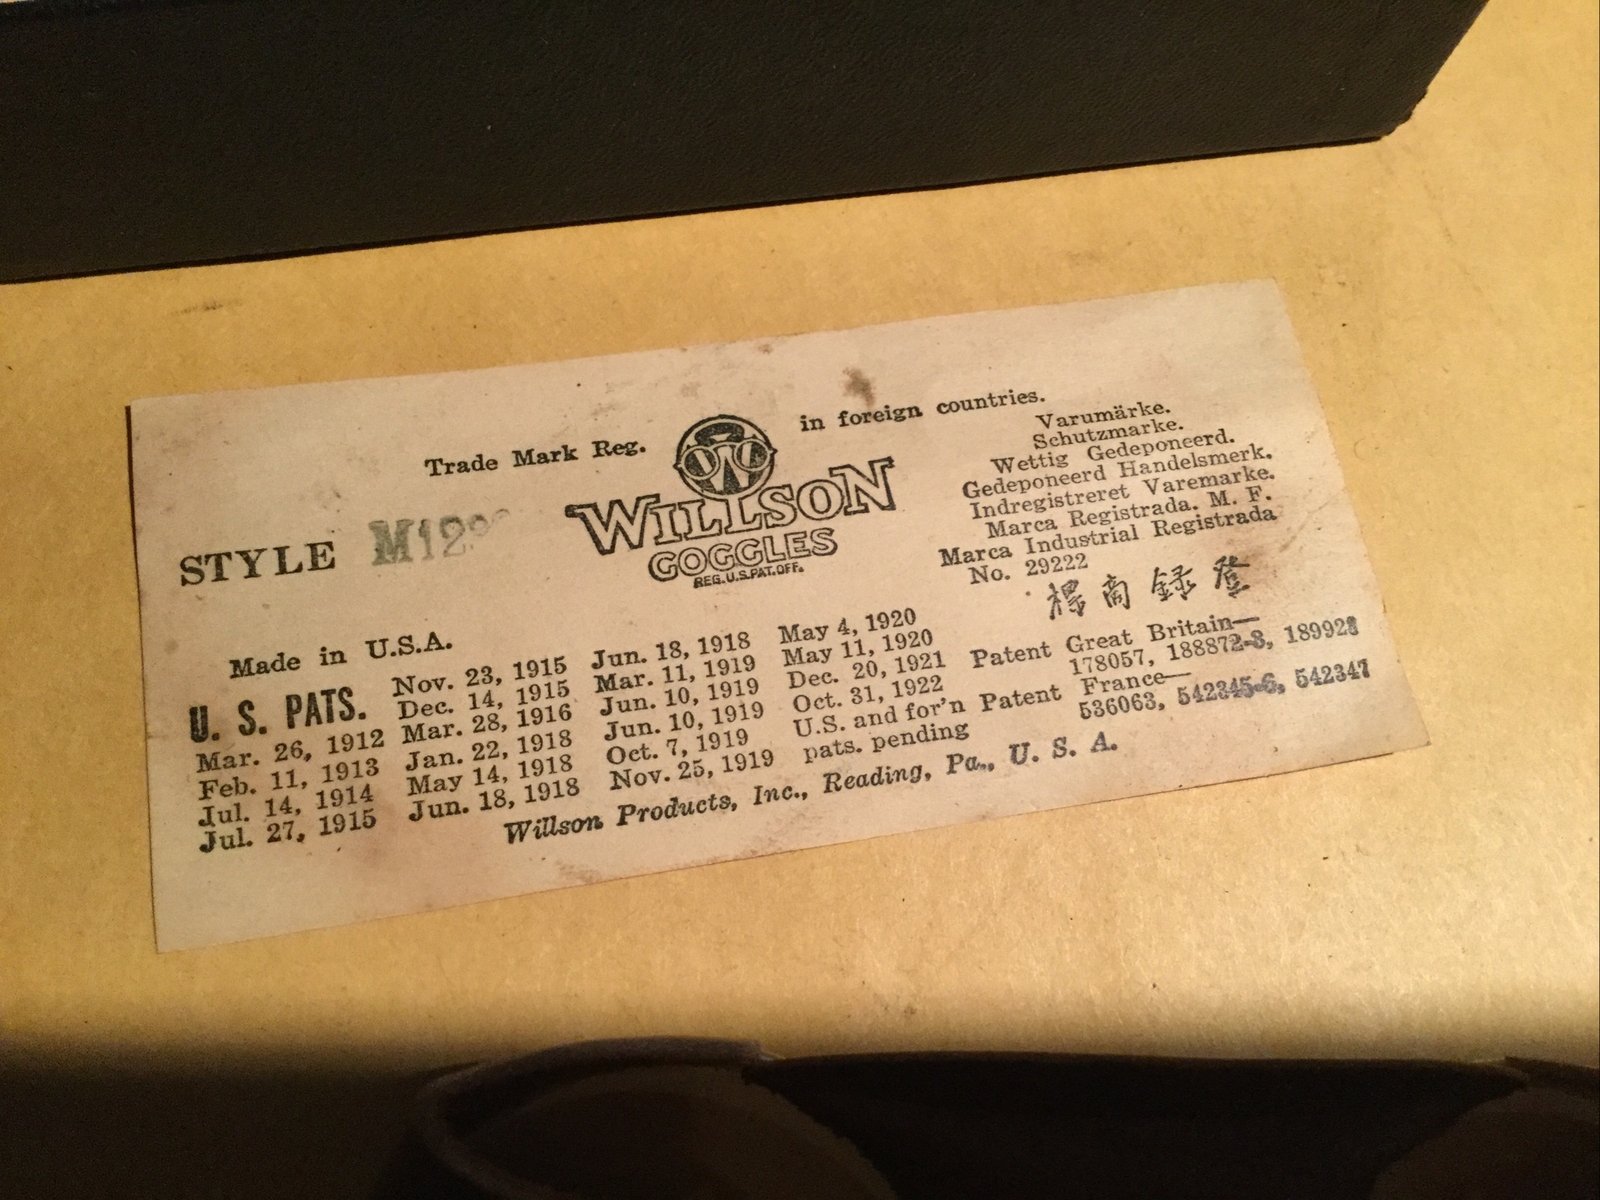 Trade Mark Reg.
in foreign countries.
WILLSON
GOGGLES
REG.U.S.PAT.OFF.
STYLE
Varumärke.
Schutzmarke.
Wettig Gedeponeerd.
Gedeponeerd Handelsmerk.
Indregistreret Varemarke.
Marca Registrada. M. F.
Marca Industrial Registrada
No. 29222
標商録登
Made in U.S.A.
U. S. PATS.
Mar. 26, 1912
Feb. 11, 1913
Jul. 14, 1914
Jul. 27, 1915
Nov. 23, 1915
Dec. 14, 1915
Mar. 28, 1916
Jan. 22, 1918
May 14, 1918
Jun. 18, 1918
Jun. 18, 1918
Mar. 11, 1919
Jun. 10, 1919
Jun. 10, 1919
Oct. 7, 1919
Nov. 25, 1919
May 4, 1920
May 11, 1920
Dec. 20, 1921
Oct. 31, 1922
U.S. and for'n
pats. pending
Patent Great Britain—
178057, 188872-3, 189928
Patent France—
536063, 542345-6, 542347
Willson Products, Inc., Reading, Pa., U. S. A.